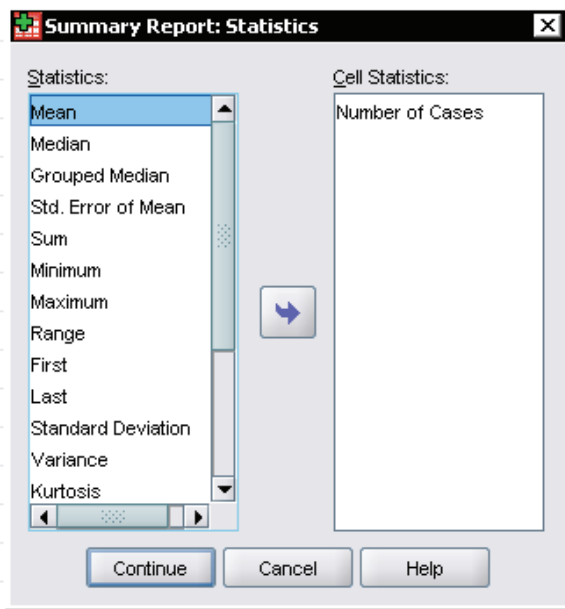 Summary Report: Statistics
Statistics:
Mean
Median
Grouped Median
Std. Error of Mean
Sum
Minimum
Maximum
Range
First
Last
Standard Deviation
Variance
Kurtosis
Cell Statistics:
Number of Cases
Continue
Cancel
Help